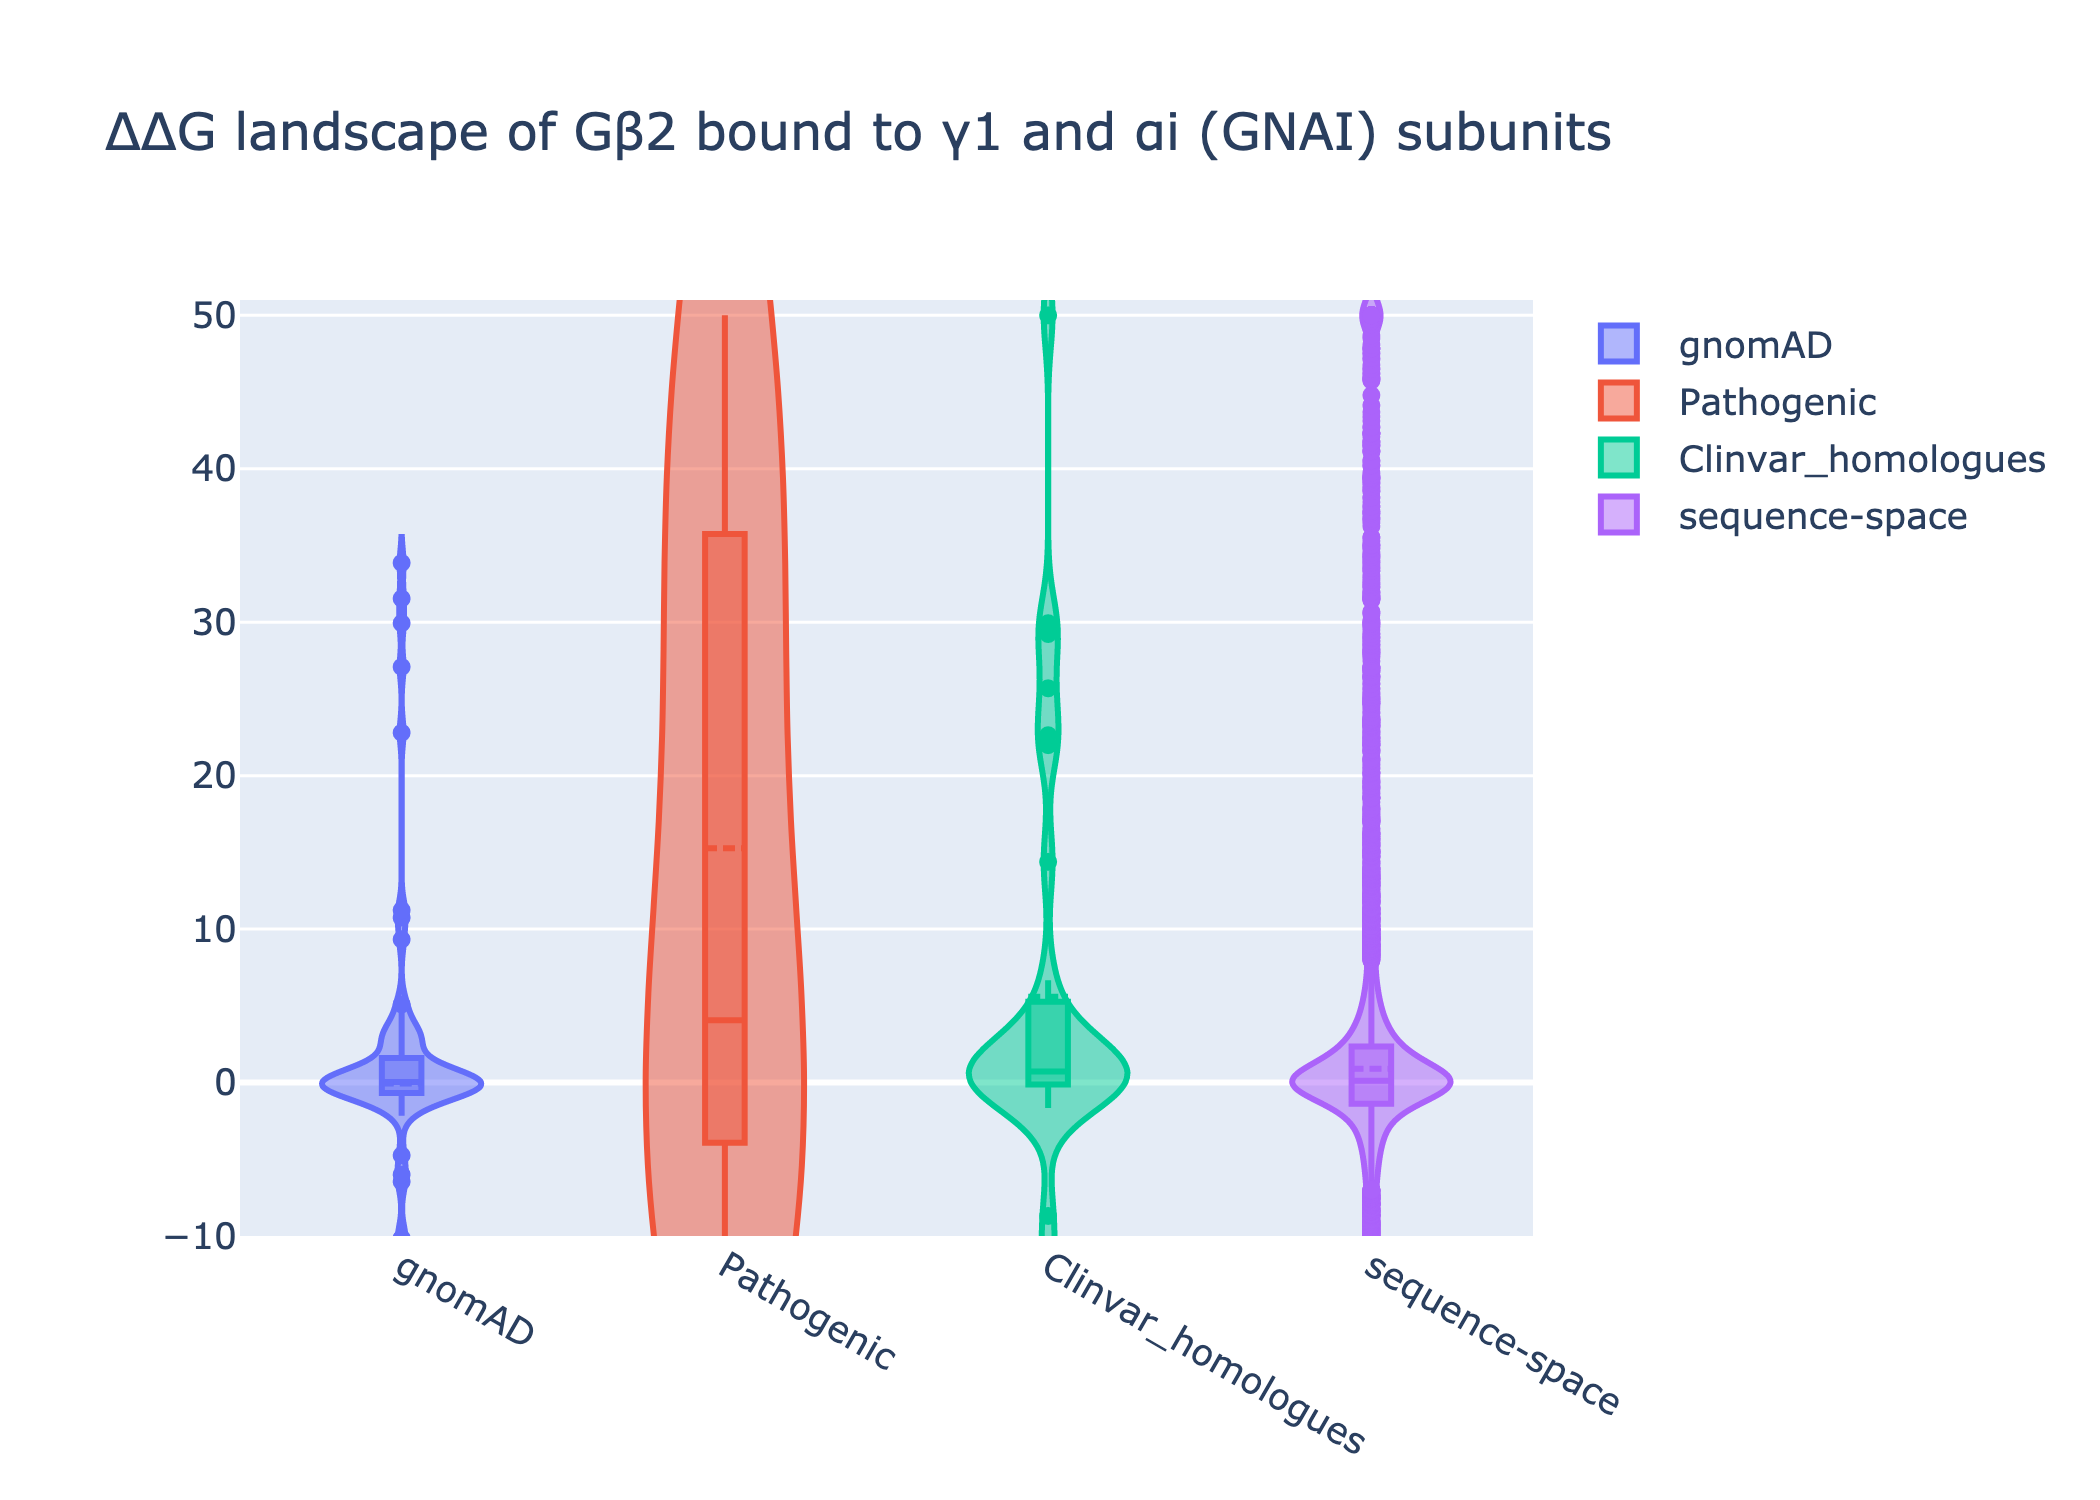 ΔΔG landscape of Gβ2 bound to γ1 and αi (GNAI) subunits
50
40
30
20
10
0
−10
gnomAD
Pathogenic
Clinvar_homologues
sequence-space
gnomAD
Pathogenic
Clinvar_homologues
sequence-space